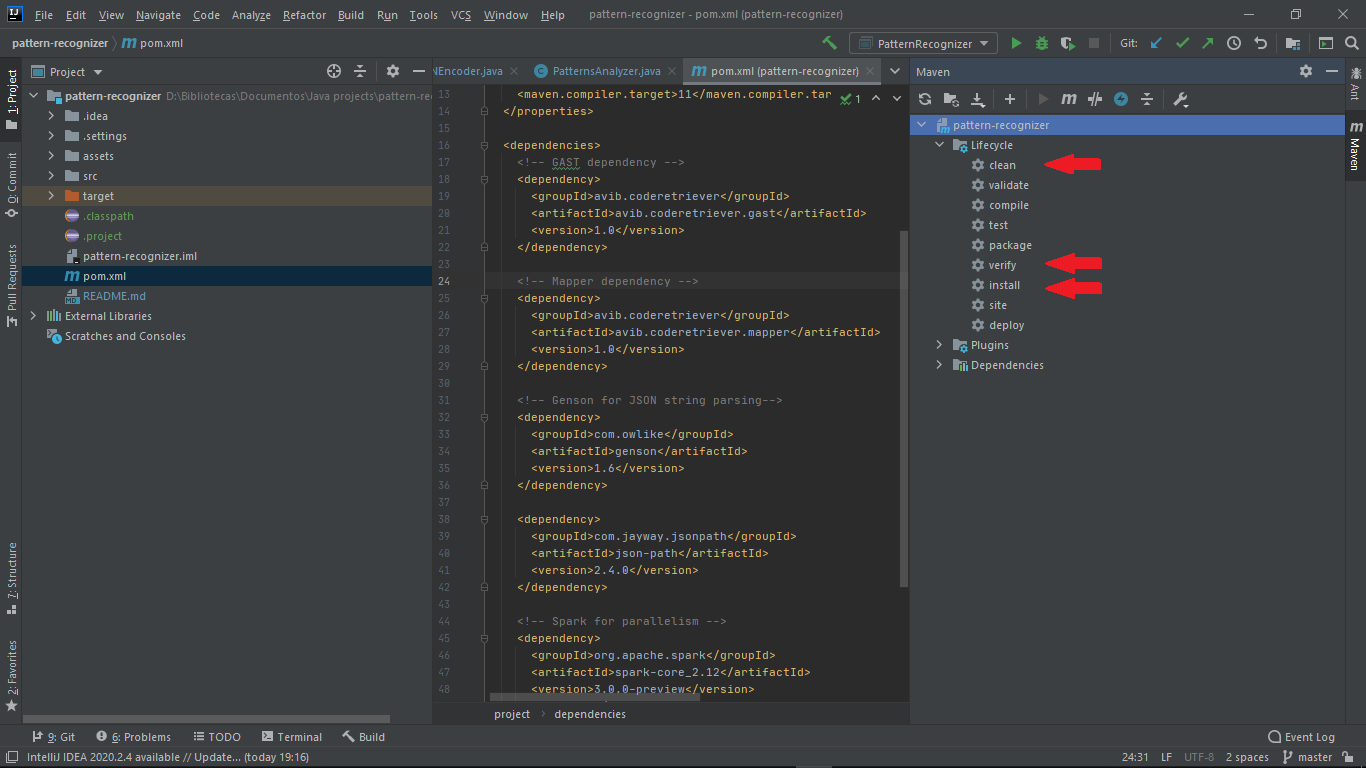 File Edit View Navigate Code Analyze Refactor Build Run Tools VCS Window Help pattern-recognizer - pom.xml (pattern-recognizer)
pattern-recognizer pom.xml
PatternRecognizer
Git:
Project
NEncoder.java
PatternsAnalyzer.java
pom.xml (pattern-recognizer)
Maven
1: Project
0: Commit
Pull Requests
7: Structure
2: Favorites
pattern-recognizer D:\Bibliotecas\Documentos\Java projects\pattern-re
.idea
.settings
assets
src
target
.classpath
.project
pattern-recognizer.iml
pom.xml
README.md
External Libraries
Scratches and Consoles
13 <maven.compiler.target>11</maven.compiler.tar
1
14 </properties>
15
16 <dependencies>
17 <!-- GAST dependency -->
18 <dependency>
19 <groupId>avib.coderetriever</groupId>
20 <artifactId>avib.coderetriever.gast</artifactId>
21 <version>1.0</version>
22 </dependency>
23
24 <!-- Mapper dependency -->
25 <dependency>
26 <groupId>avib.coderetriever</groupId>
27 <artifactId>avib.coderetriever.mapper</artifactId>
28 <version>1.0</version>
29 </dependency>
30
31 <!-- Genson for JSON string parsing-->
32 <dependency>
33 <groupId>com.owlike</groupId>
34 <artifactId>genson</artifactId>
35 <version>1.6</version>
36 </dependency>
37
38 <dependency>
39 <groupId>com.jayway.jsonpath</groupId>
40 <artifactId>json-path</artifactId>
41 <version>2.4.0</version>
42 </dependency>
43
44 <!-- Spark for parallelism -->
45 <dependency>
46 <groupId>org.apache.spark</groupId>
47 <artifactId>spark-core_2.12</artifactId>
48 <version>3.0.0-preview</version>
project dependencies
pattern-recognizer
Lifecycle
clean
validate
compile
test
package
verify
install
site
deploy
Plugins
Dependencies
Ant
Maven
9: Git 6: Problems TODO Terminal Build Event Log
IntelliJ IDEA 2020.2.4 available // Update... (today 19:16) 24:31 LF UTF-8 2 spaces master